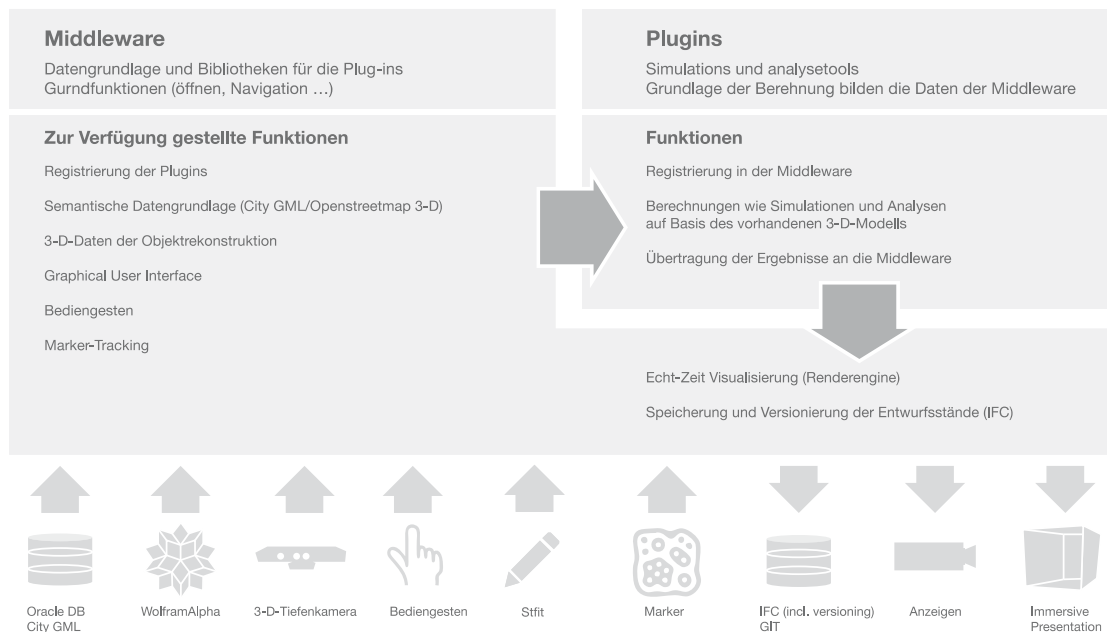 Middleware
Datengrundlage und Bibliotheken für die Plug-ins
Gurndfunktionen (öffnen, Navigation ...)
Plugins
Simulations und analysetools
Grundlage der Berehnung bilden die Daten der Middleware
Zur Verfügung gestellte Funktionen
Registrierung der Plugins
Semantische Datengrundlage (City GML/Openstreetmap 3-D)
3-D-Daten der Objektrekonstruktion
Graphical User Interface
Bediengesten
Marker-Tracking
Funktionen
Registrierung in der Middleware
Berechnungen wie Simulationen und Analysen
auf Basis des vorhandenen 3-D-Modells
Übertragung der Ergebnisse an die Middleware
Echt-Zeit Visualisierung (Renderengine)
Speicherung und Versionierung der Entwurfsstände (IFC)
Oracle DB
City GML
WolframAlpha
3-D-Tiefenkamera
Bediengesten
Stfit
Marker
IFC (incl. versioning)
GIT
Anzeigen
Immersive
Presentation